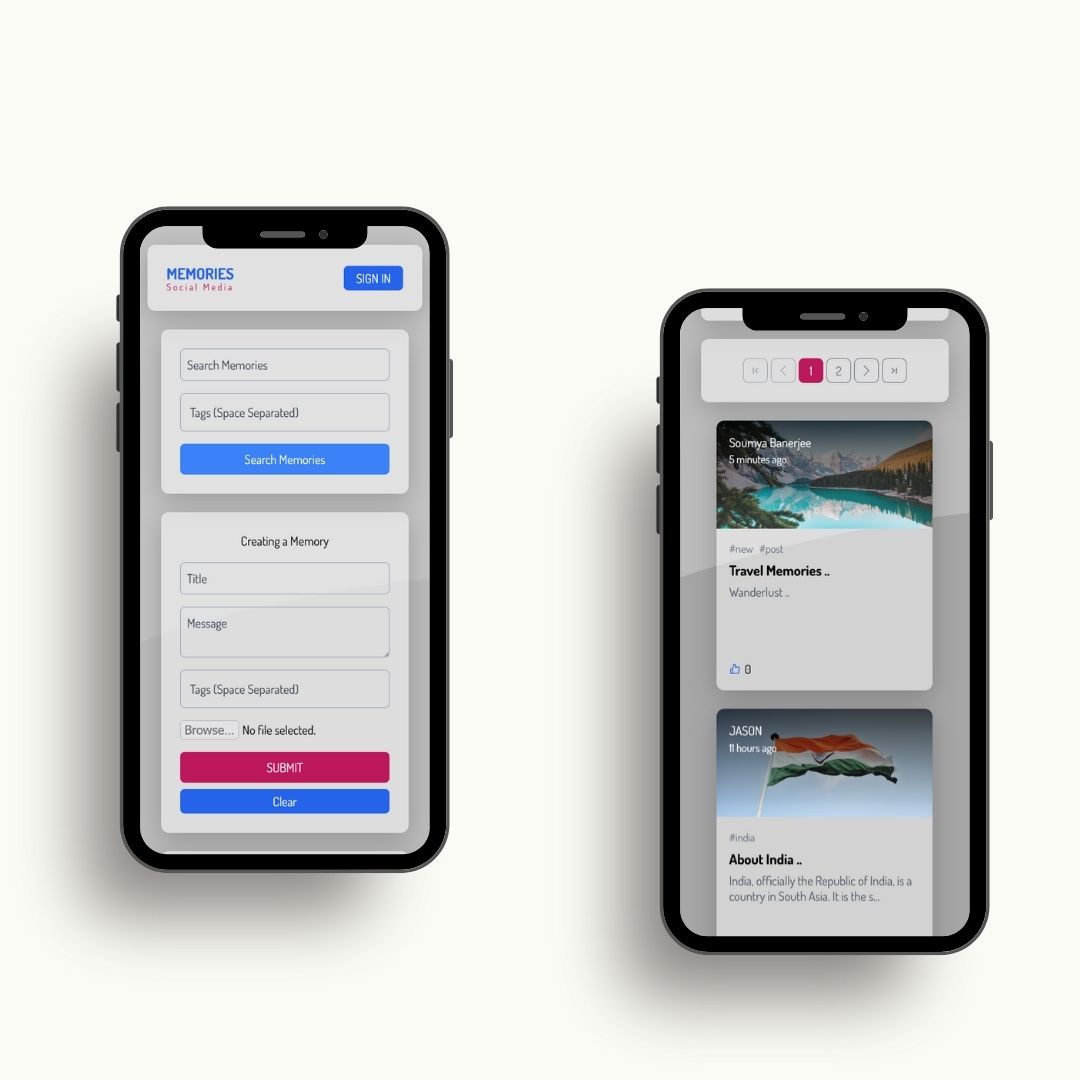 MEMORIES
Social Media
SIGN IN
Search Memories
Tags (Space Separated)
Search Memories
Creating a Memory
Title
Message
Tags (Space Separated)
Browse... No file selected.
SUBMIT
Clear
1 2
Soumya Banerjee
5 minutes ago
#new #post
Travel Memories ..
Wanderlust ..
0
JASON
11 hours ago
#india
About India ..
India, officially the Republic of India, is a
country in South Asia. It is the s...